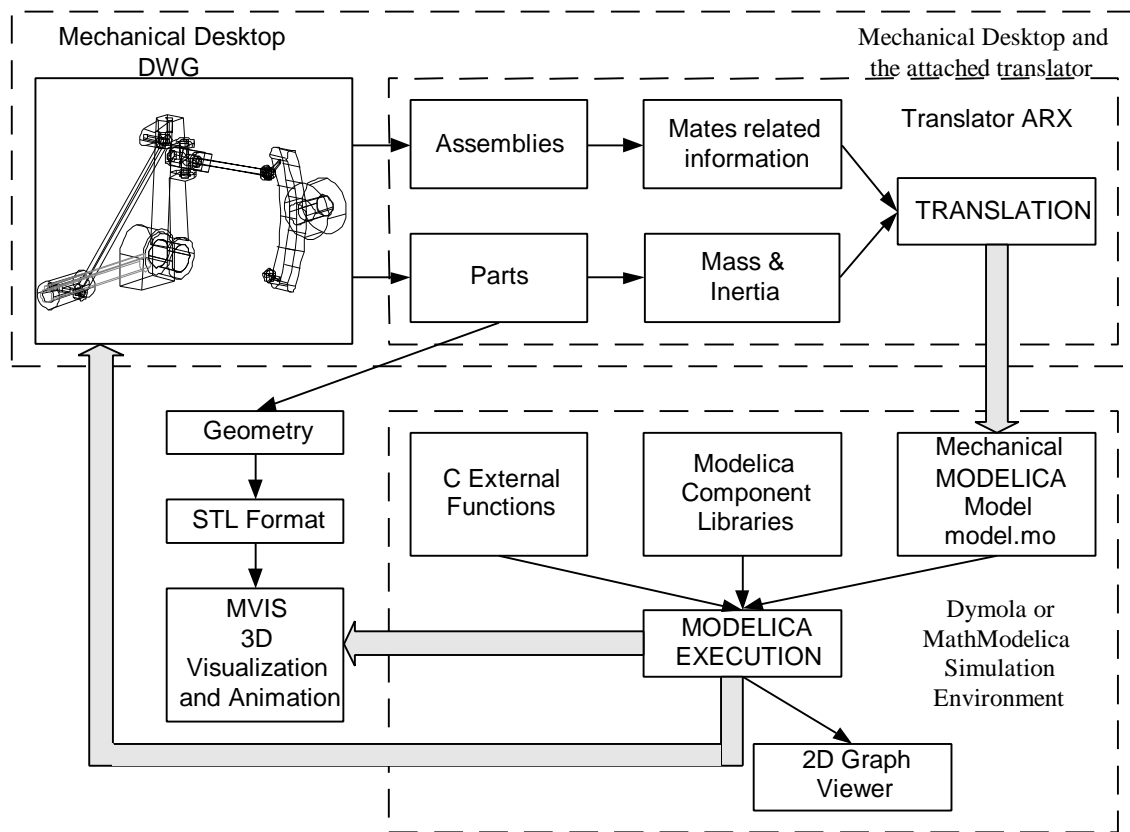 Mechanical Desktop
DWG
Mechanical Desktop and
the attached translator
Assemblies
Mates related
information
Translator ARX
TRANSLATION
Parts
Mass &
Inertia
Geometry
STL Format
MVIS
3D
Visualization
and Animation
C External
Functions
Modelica
Component
Libraries
Mechanical
MODELICA
Model
model.mo
MODELICA
EXECUTION
Dymola or
MathModelica
Simulation
Environment
2D Graph
Viewer